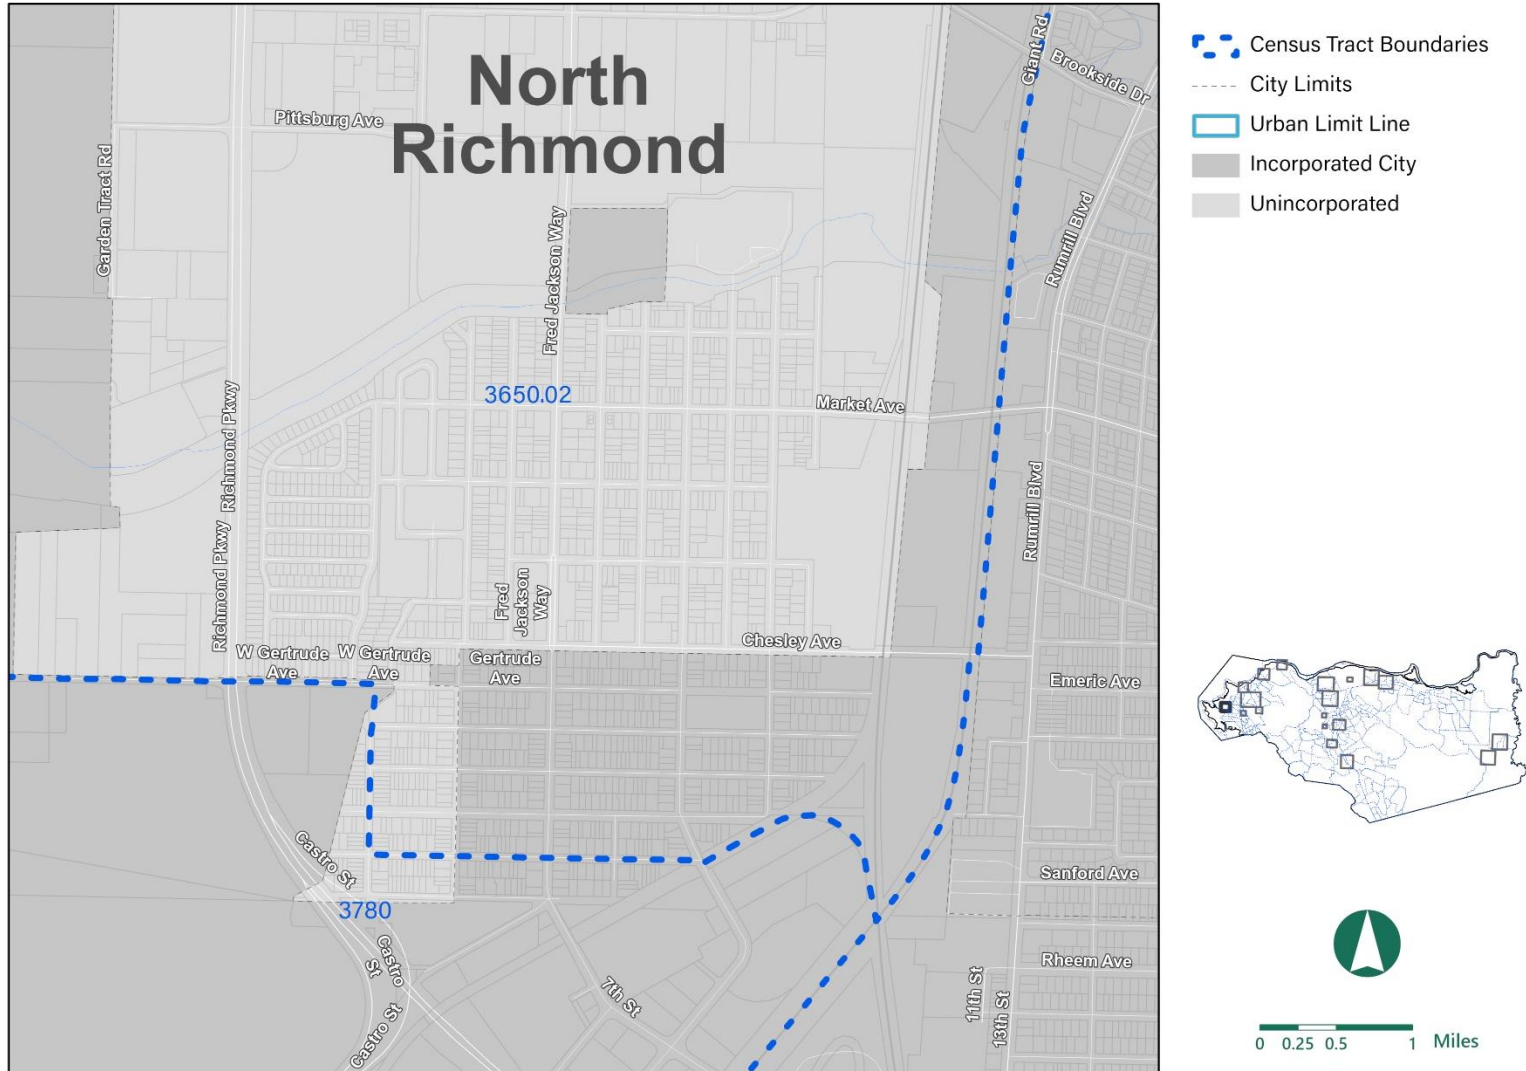 North
Richmond
Giant Rd
Brookside Dr
Pittsburg Ave
Garden Tract Rd
Fred Jackson Way
Rumrill Blvd
3650.02
Market Ave
Richmond Pkwy
Richmond Pkwy
Rumrill Blvd
Fred
Jackson
Way
Chesley Ave
W Gertrude
Ave
W Gertrude
Ave
Gertrude
Ave
Emeric Ave
Castro St
3780
Sanford Ave
Castro
St
Castro St
7th St
11th St
13th St
Rheem Ave
Census Tract Boundaries
City Limits
Urban Limit Line
Incorporated City
Unincorporated
0 0.25 0.5 1 Miles